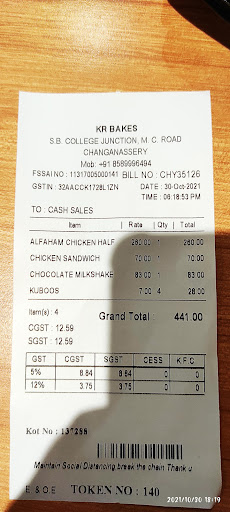 KR BAKES
S.B. COLLEGE JUNCTION, M. C. ROAD
CHANGANASSERY
Mob: +91 8589996494
FSSAI NO : 11317005000141 BILL NO : CHY35126
GSTIN : 32AACCK1728L1ZN DATE : 30-Oct-2021
TIME : 06:18:53 PM
TO : CASH SALES
Item Rate Qty Total
ALFAHAM CHICKEN HALF 260.00 1 260.00
CHICKEN SANDWICH 70.00 1 70.00
CHOCOLATE MILKSHAKE 83.00 1 83.00
KUBOOS 7.00 4 28.00
Item(s) : 4 Grand Total : 441.00
CGST : 12.59
SGST : 12.59
GST CGST SGST CESS K.F.C
5% 8.84 8.84 0 0
12% 3.75 3.75 0 0
Kot No : 137288
Maintain Social Distancing break the chain Thank u
E & O.E TOKEN NO : 140
2021/10/30 18:19